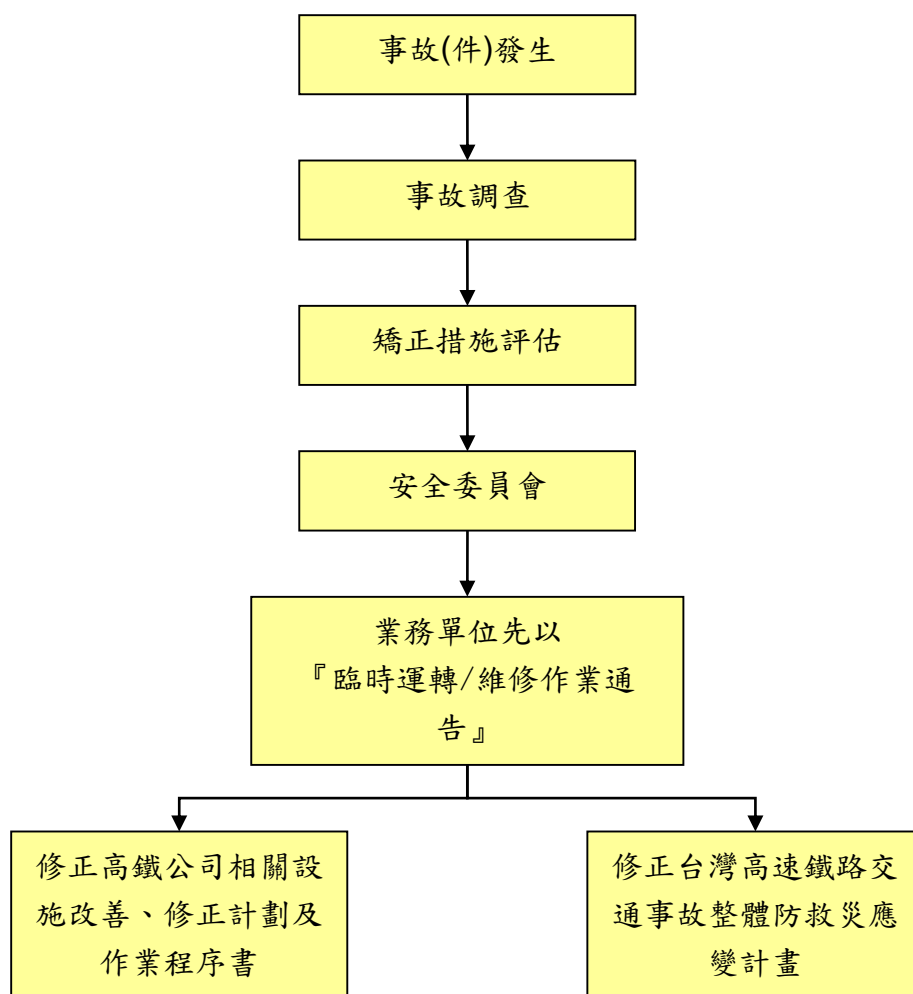 事故(件)發生
事故調查
矯正措施評估
安全委員會
業務單位先以
『臨時運轉/維修作業通
告』
修正高鐵公司相關設
施改善、修正計劃及
作業程序書
修正台灣高速鐵路交
通事故整體防救災應
變計畫